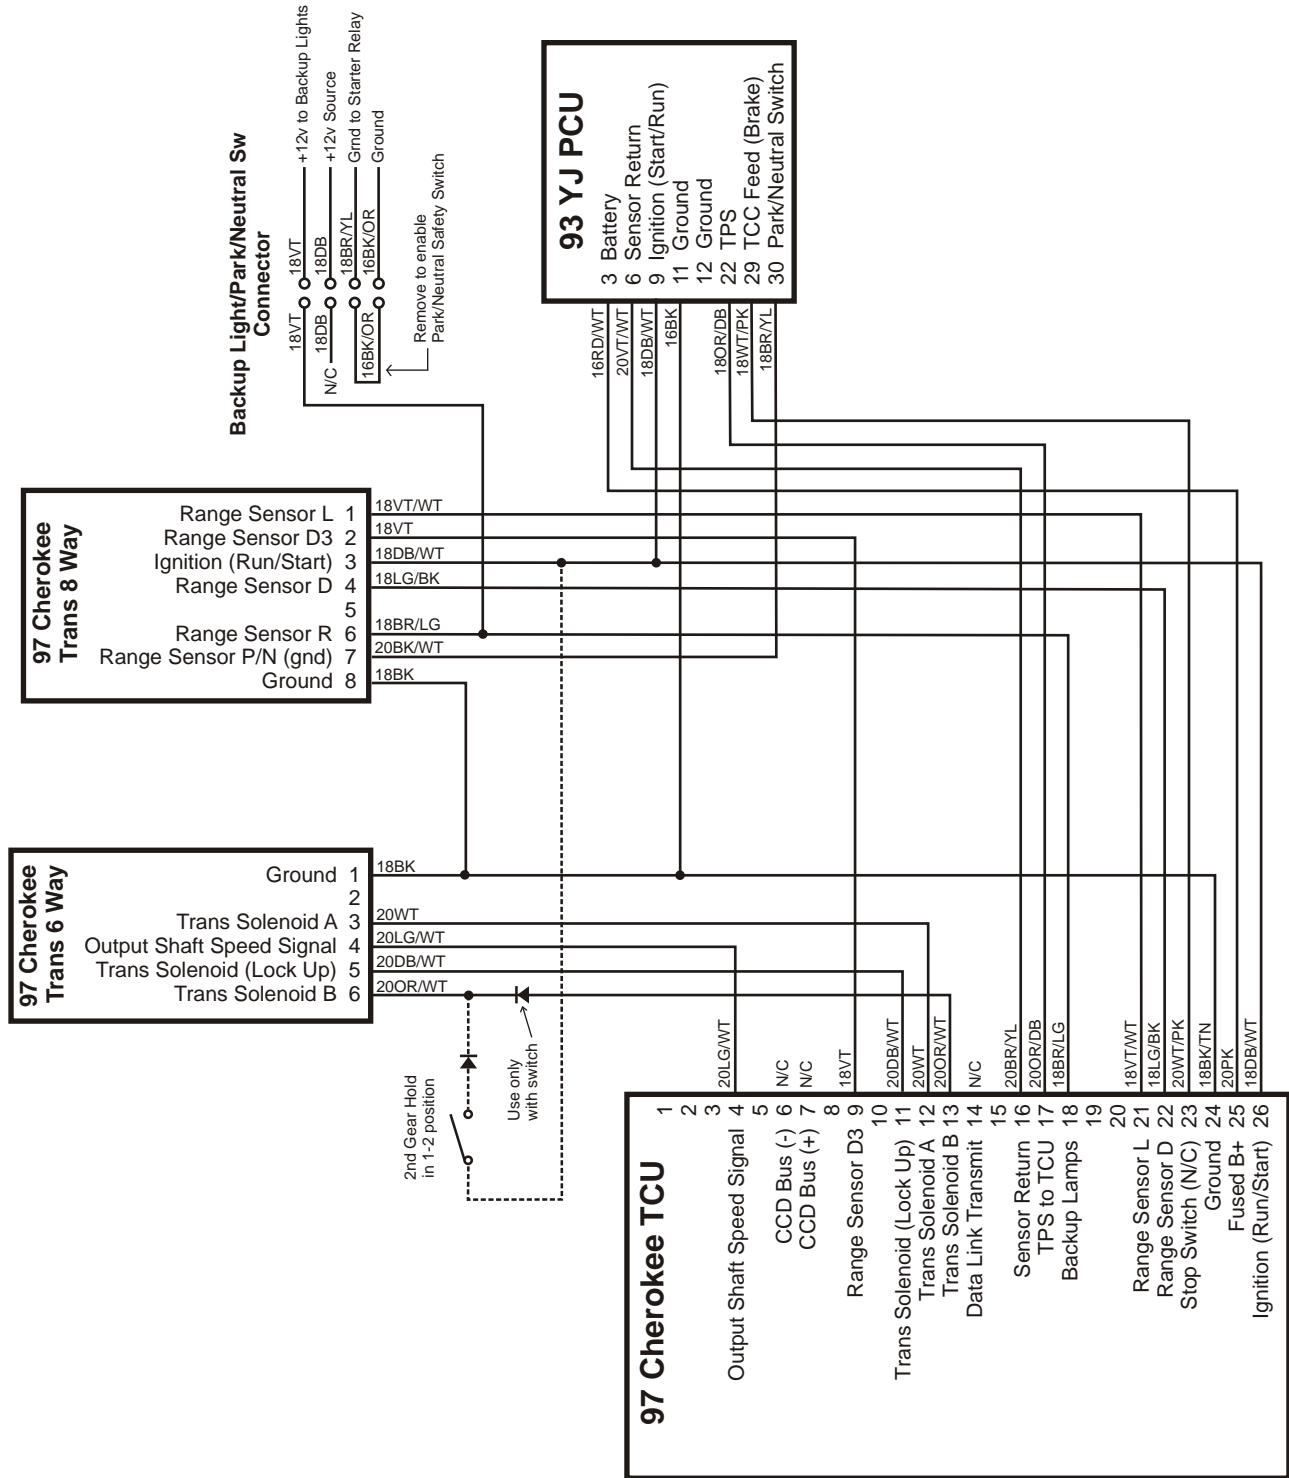 Backup Light/Park/Neutral Sw
Connector
18VT
18VT
+12v to Backup Lights
18DB
18DB
+12v Source
N/C
18BR/YL
Grnd to Starter Relay
16BK/OR
16BK/OR
Ground
Remove to enable
Park/Neutral Safety Switch
93 YJ PCU
3 Battery
6 Sensor Return
9 Ignition (Start/Run)
11 Ground
12 Ground
22 TPS
29 TCC Feed (Brake)
30 Park/Neutral Switch
16RD/WT
20VT/WT
18DB/WT
16BK
18OR/DB
18WT/PK
18BR/YL
97 Cherokee
Trans 8 Way
Range Sensor L 1 18VT/WT
Range Sensor D3 2 18VT
Ignition (Run/Start) 3 18DB/WT
Range Sensor D 4 18LG/BK
5
Range Sensor R 6 18BR/LG
Range Sensor P/N (gnd) 7 20BK/WT
Ground 8 18BK
97 Cherokee
Trans 6 Way
Ground 1 18BK
2
Trans Solenoid A 3 20WT
Output Shaft Speed Signal 4 20LG/WT
Trans Solenoid (Lock Up) 5 20DB/WT
Trans Solenoid B 6 20OR/WT
2nd Gear Hold
in 1-2 position
Use only
with switch
97 Cherokee TCU
1
2
3
Output Shaft Speed Signal 4 20LG/WT
5
CCD Bus (-) 6 N/C
CCD Bus (+) 7 N/C
8
Range Sensor D3 9 18VT
10
Trans Solenoid (Lock Up) 11 20DB/WT
Trans Solenoid A 12 20WT
Trans Solenoid B 13 20OR/WT
Data Link Transmit 14 N/C
15
Sensor Return 16 20BR/YL
TPS to TCU 17 20OR/DB
Backup Lamps 18 18BR/LG
19
20
Range Sensor L 21 18VT/WT
Range Sensor D 22 18LG/BK
Stop Switch (N/C) 23 20WT/PK
Ground 24 18BK/TN
Fused B+ 25 20PK
Ignition (Run/Start) 26 18DB/WT